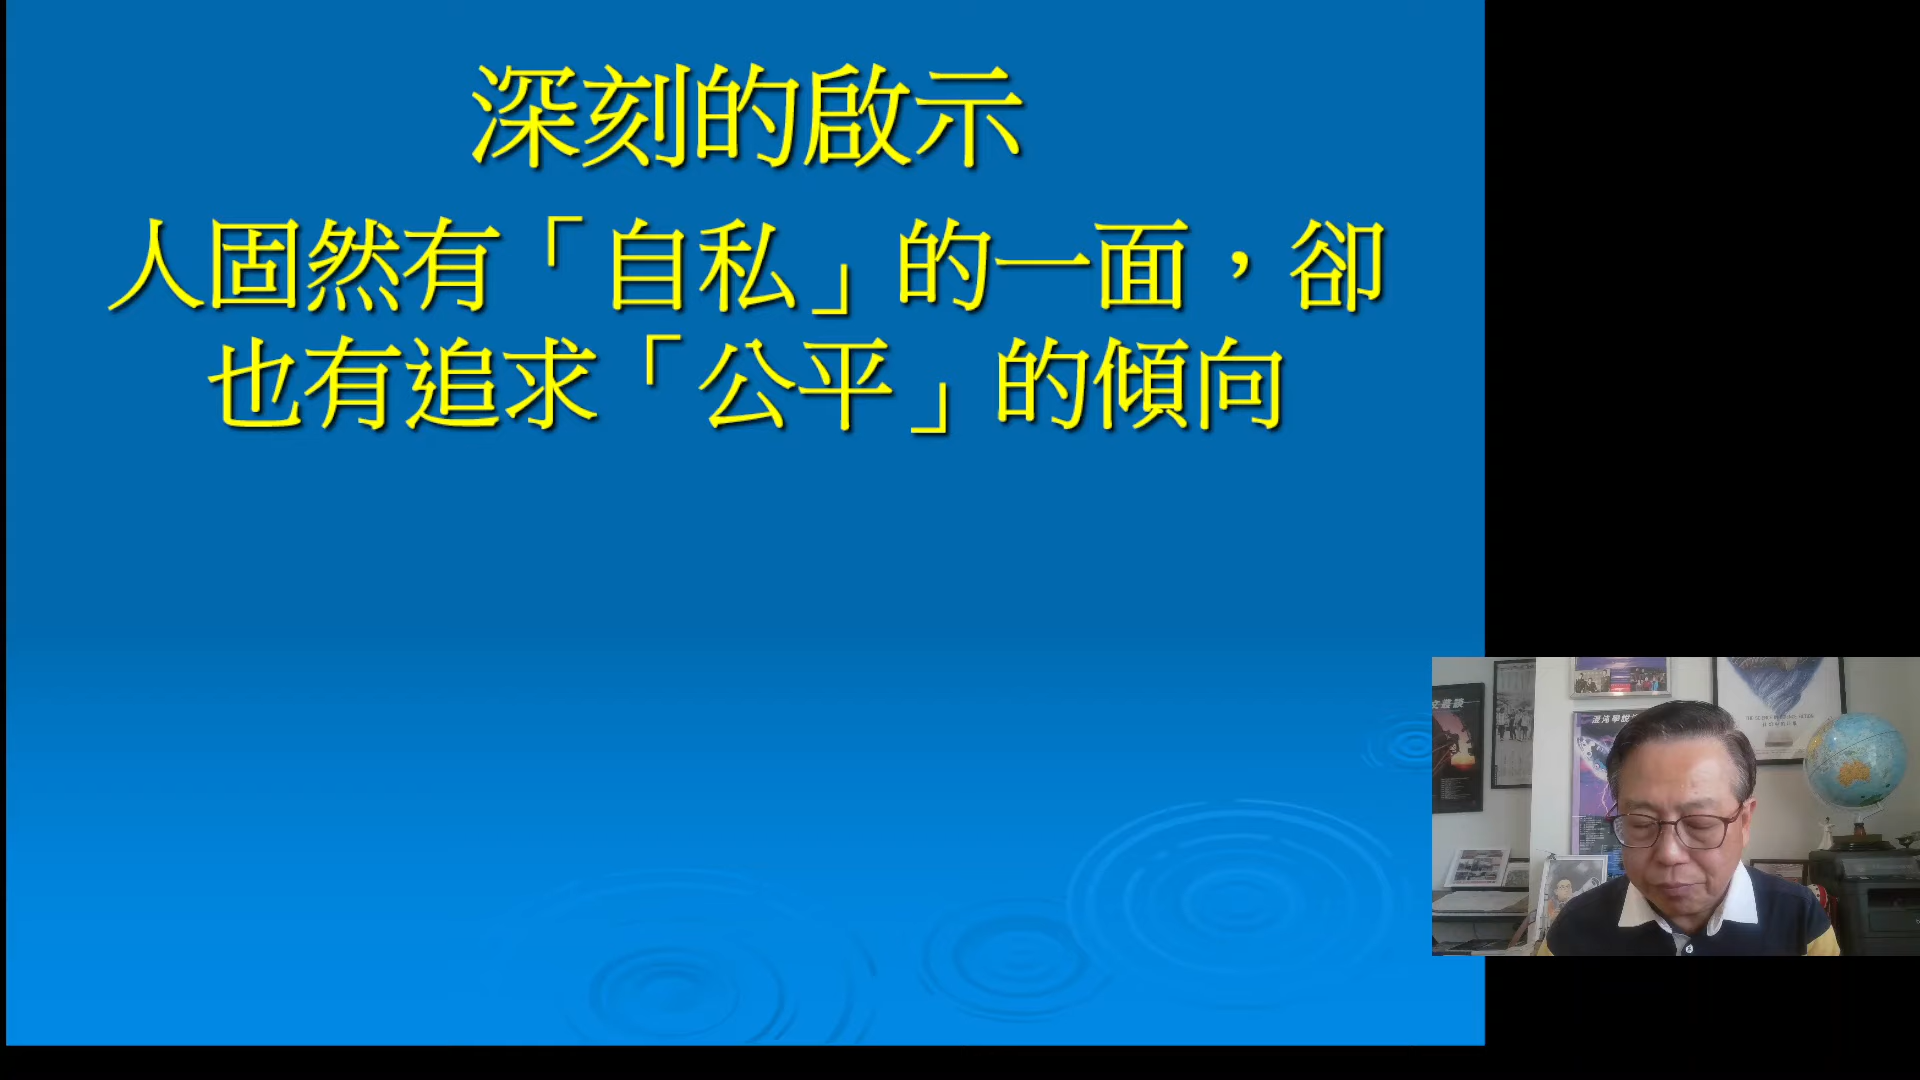 深刻的啟示
人固然有「自私」的一面，卻
也有追求「公平」的傾向